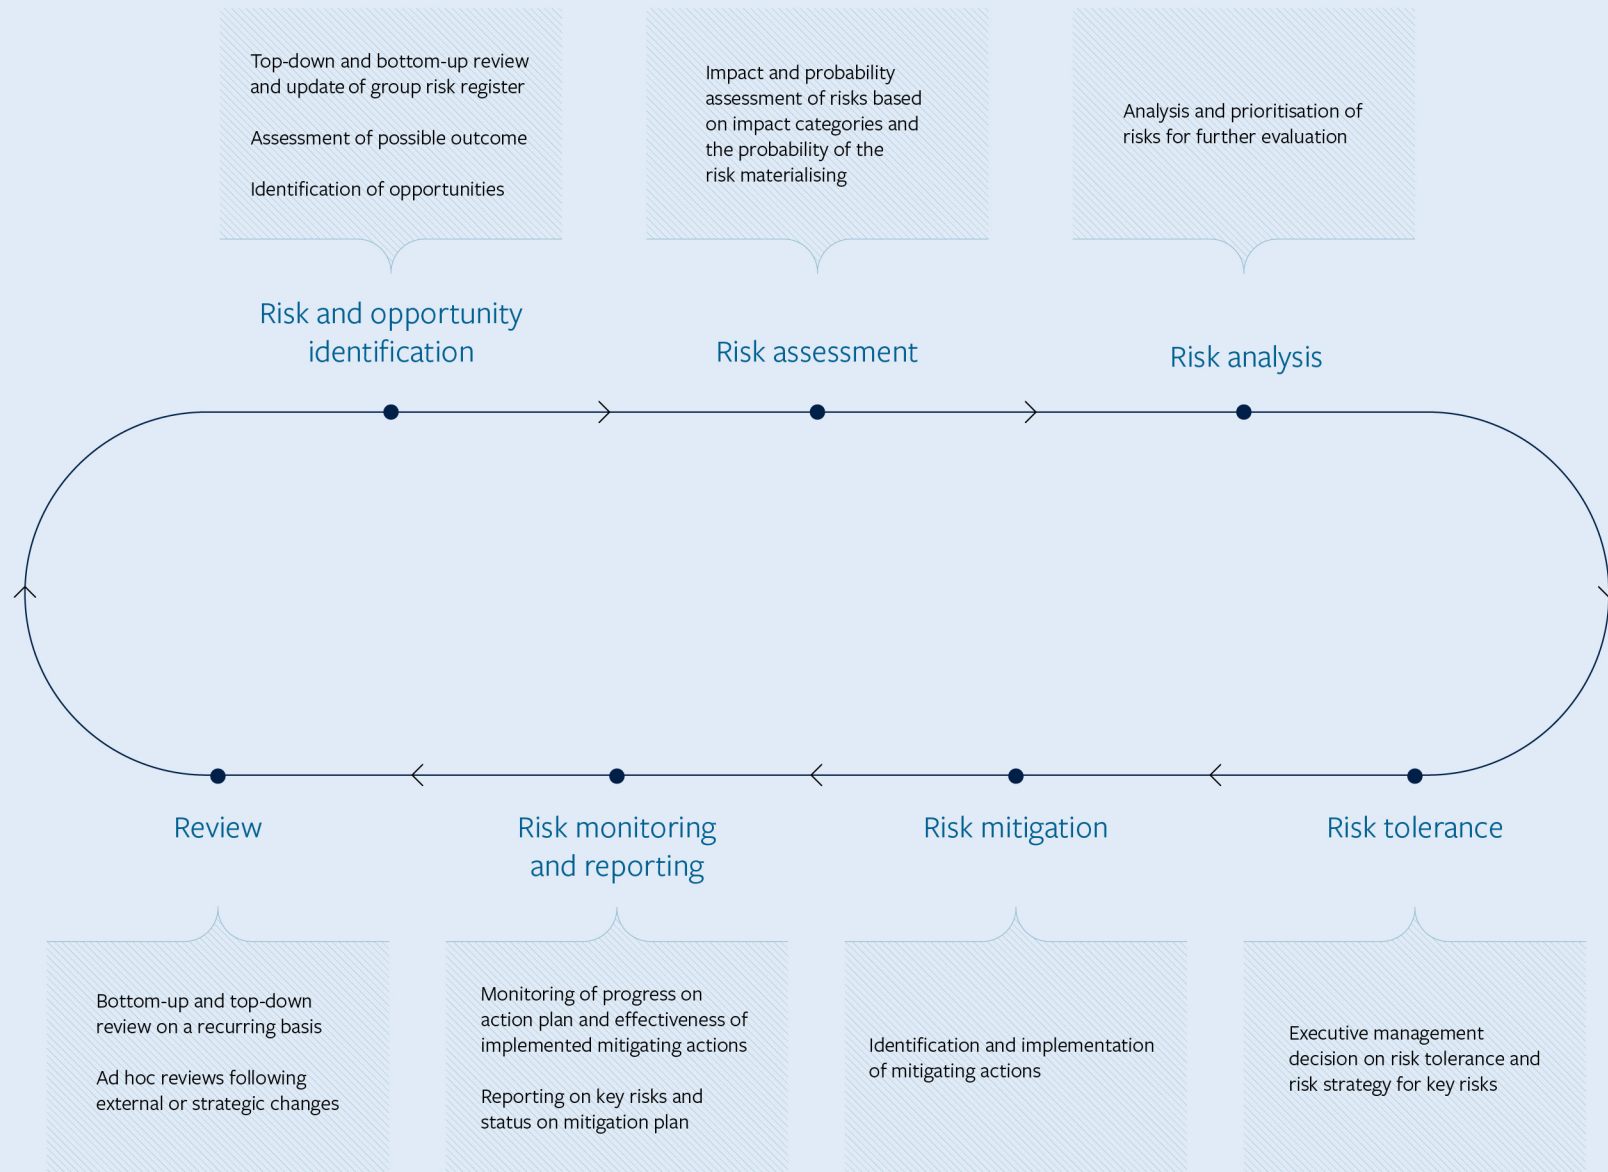 Top-down and bottom-up review
and update of group risk register
Assessment of possible outcome
Identification of opportunities
Impact and probability
assessment of risks based
on impact categories and
the probability of the
risk materialising
Analysis and prioritisation of
risks for further evaluation
Risk and opportunity
identification
Risk assessment
Risk analysis
Review
Risk monitoring
and reporting
Risk mitigation
Risk tolerance
Bottom-up and top-down
review on a recurring basis
Ad hoc reviews following
external or strategic changes
Monitoring of progress on
action plan and effectiveness of
implemented mitigating actions
Reporting on key risks and
status on mitigation plan
Identification and implementation
of mitigating actions
Executive management
decision on risk tolerance and
risk strategy for key risks